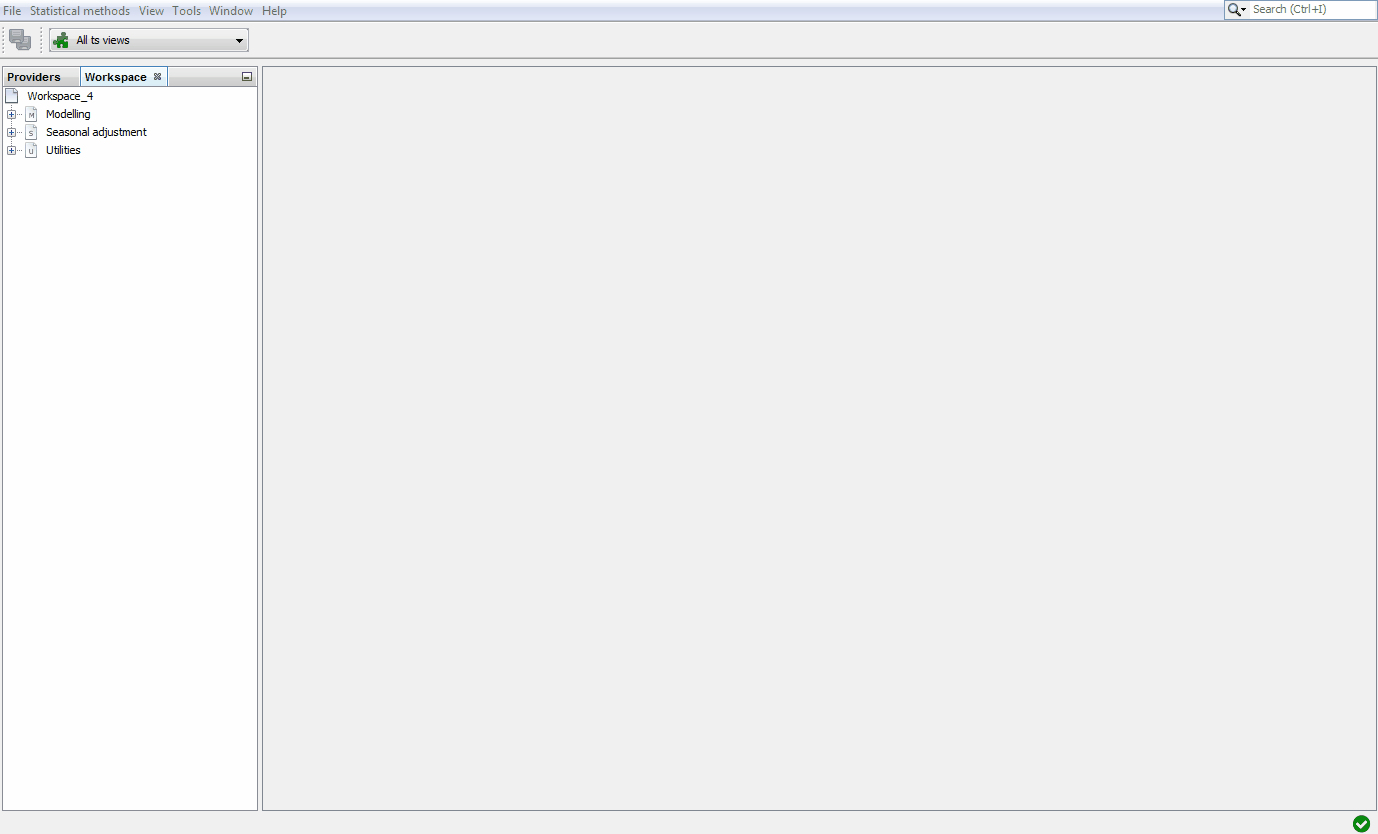 File Statistical methods View Tools Window Help Search (Ctrl+I)
All ts views
Providers Workspace
Workspace_4
M Modelling
S Seasonal adjustment
U Utilities